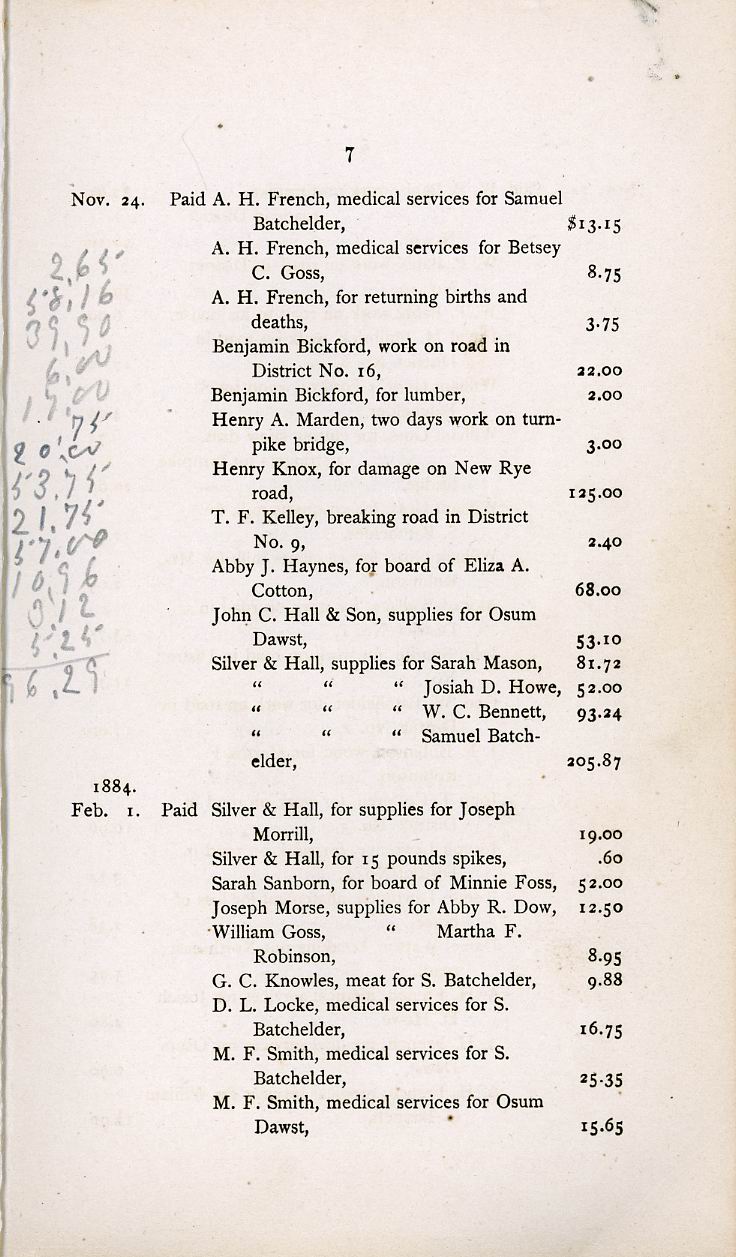 7
Nov. 24. Paid A. H. French, medical services for Samuel
Batchelder, $13.15
A. H. French, medical services for Betsey
C. Goss, 8.75
A. H. French, for returning births and
deaths, 3.75
Benjamin Bickford, work on road in
District No. 16, 22.00
Benjamin Bickford, for lumber, 2.00
Henry A. Marden, two days work on turn-
pike bridge, 3.00
Henry Knox, for damage on New Rye
road, 125.00
T. F. Kelley, breaking road in District
No. 9, 2.40
Abby J. Haynes, for board of Eliza A.
Cotton, 68.00
John C. Hall & Son, supplies for Osum
Dawst, 53.10
Silver & Hall, supplies for Sarah Mason, 81.72
“ “ “ Josiah D. Howe, 52.00
“ “ “ W. C. Bennett, 93.24
“ “ “ Samuel Batch-
elder, 205.87
1884.
Feb. 1. Paid Silver & Hall, for supplies for Joseph
Morrill, 19.00
Silver & Hall, for 15 pounds spikes, .60
Sarah Sanborn, for board of Minnie Foss, 52.00
Joseph Morse, supplies for Abby R. Dow, 12.50
William Goss, “ Martha F.
Robinson, 8.95
G. C. Knowles, meat for S. Batchelder, 9.88
D. L. Locke, medical services for S.
Batchelder, 16.75
M. F. Smith, medical services for S.
Batchelder, 25.35
M. F. Smith, medical services for Osum
Dawst, 15.65
2,65
58,16
39,90
6,00
17,00
75
20,00
53,75
21,75
57,00
10,96
5,25
96,29